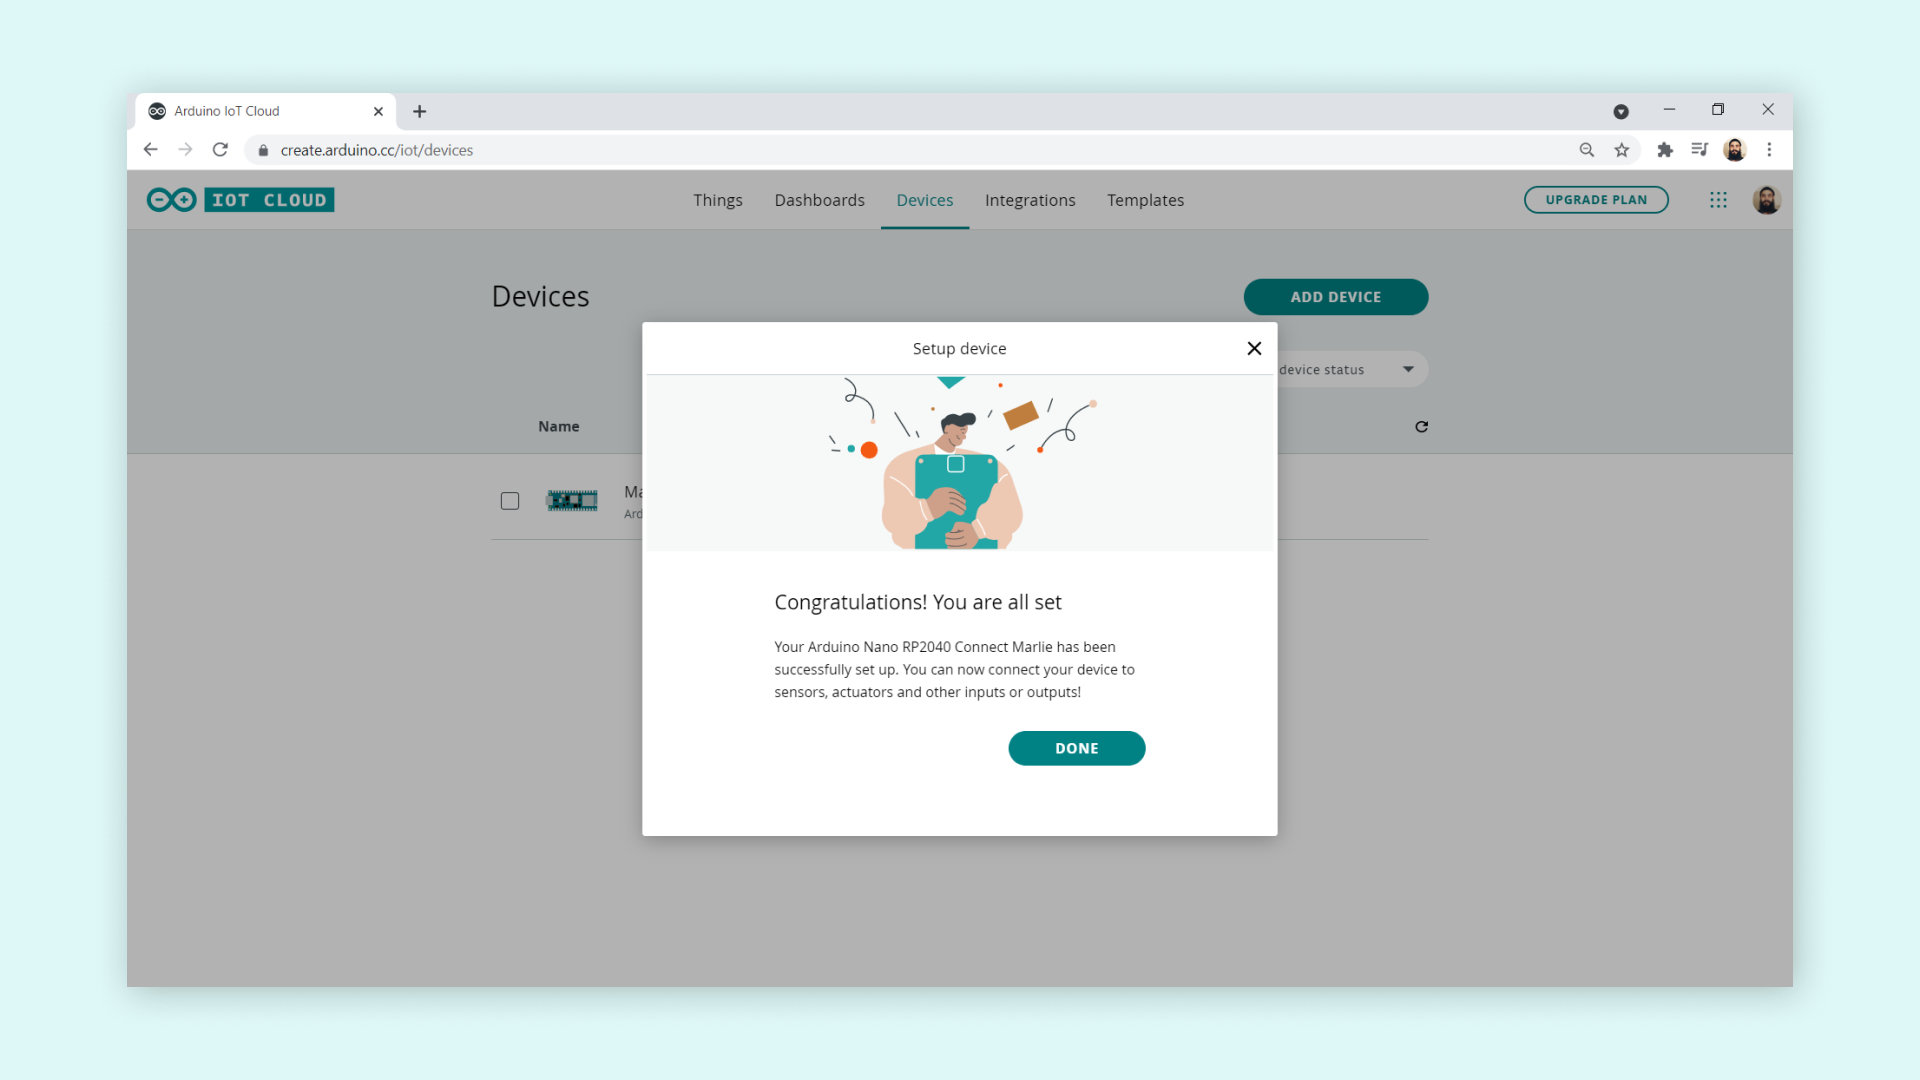 Arduino IoT Cloud
create.arduino.cc/iot/devices
IOT CLOUD
Things
Dashboards
Devices
Integrations
Templates
UPGRADE PLAN
Devices
ADD DEVICE
Setup device
device status
Name
Ma
Ard
Congratulations! You are all set
Your Arduino Nano RP2040 Connect Marlie has been
successfully set up. You can now connect your device to
sensors, actuators and other inputs or outputs!
DONE